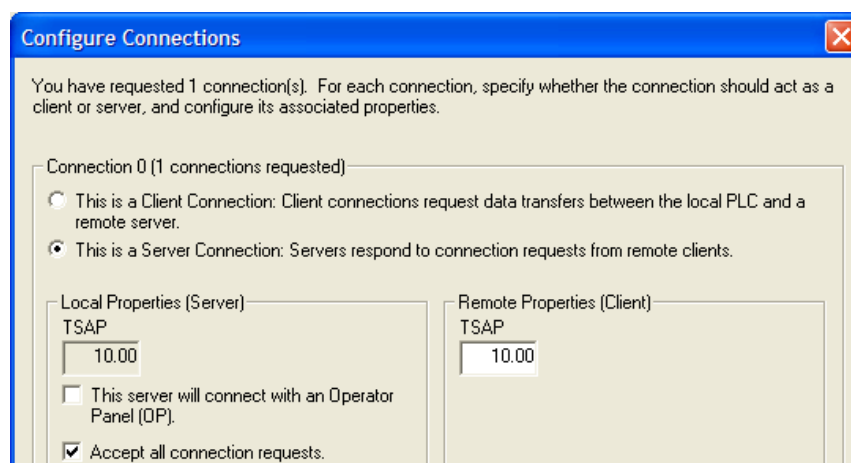 Configure Connections
You have requested 1 connection(s). For each connection, specify whether the connection should act as a
client or server, and configure its associated properties.
Connection 0 (1 connections requested)
This is a Client Connection: Client connections request data transfers between the local PLC and a
remote server.
This is a Server Connection: Servers respond to connection requests from remote clients.
Local Properties (Server)
TSAP
10.00
This server will connect with an Operator
Panel (OP).
Accept all connection requests.
Remote Properties (Client)
TSAP
10.00